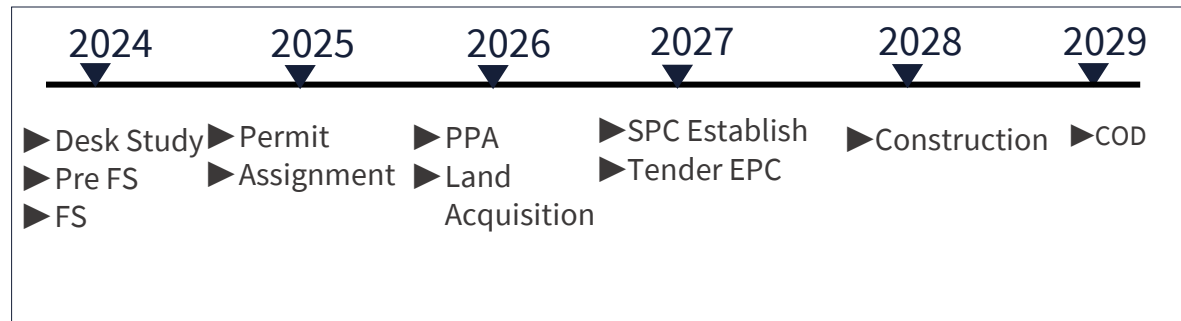 2024 2025 2026 2027 2028 2029
Desk Study
Pre FS
FS
Permit
Assignment
PPA
Land
Acquisition
SPC Establish
Tender EPC
Construction
COD